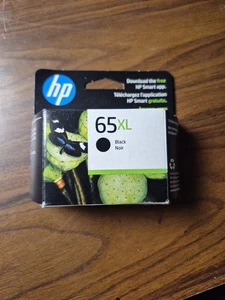 hp
Download the free
HP Smart app.
Téléchargez l'application
HP Smart gratuite.
65XL
Black
Noir